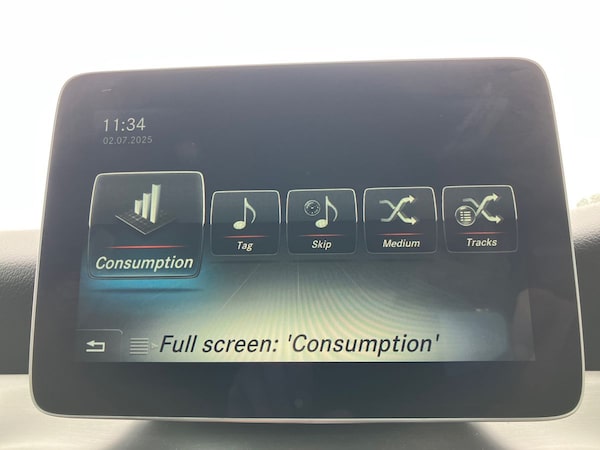 11:34
02.07.2025
Consumption
Tag
Skip
Medium
Tracks
Full screen: 'Consumption'